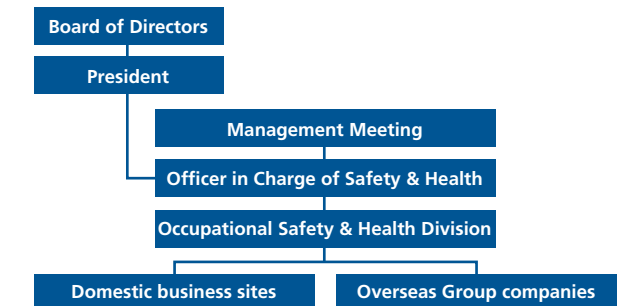 Board of Directors
President
Management Meeting
Officer in Charge of Safety & Health
Occupational Safety & Health Division
Domestic business sites
Overseas Group companies